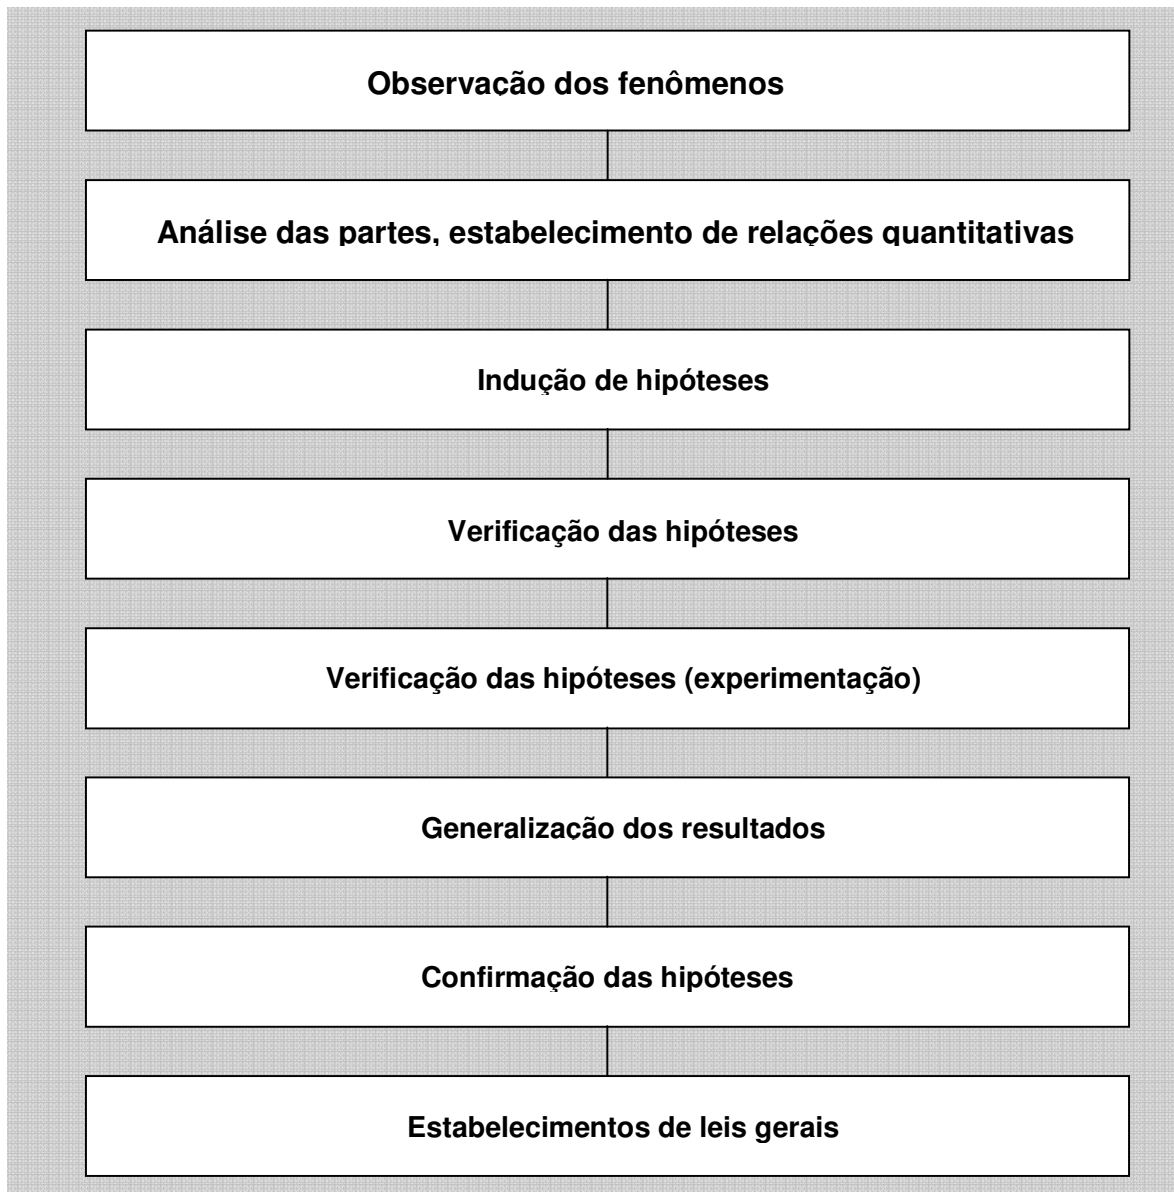 Observação dos fenômenos
Análise das partes, estabelecimento de relações quantitativas
Indução de hipóteses
Verificação das hipóteses
Verificação das hipóteses (experimentação)
Generalização dos resultados
Confirmação das hipóteses
Estabelecimentos de leis gerais